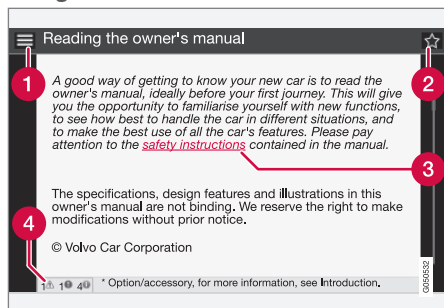 Reading the owner's manual
1
2
A good way of getting to know your new car is to read the
owner's manual, ideally before your first journey. This will give
you the opportunity to familiarise yourself with new functions,
to see how best to handle the car in different situations, and
to make the best use of all the car's features. Please pay
attention to the safety instructions contained in the manual.
3
The specifications, design features and illustrations in this
owner's manual are not binding. We reserve the right to make
modifications without prior notice.
4
© Volvo Car Corporation
1 1 4 * Option/accessory, for more information, see Introduction.
G050532